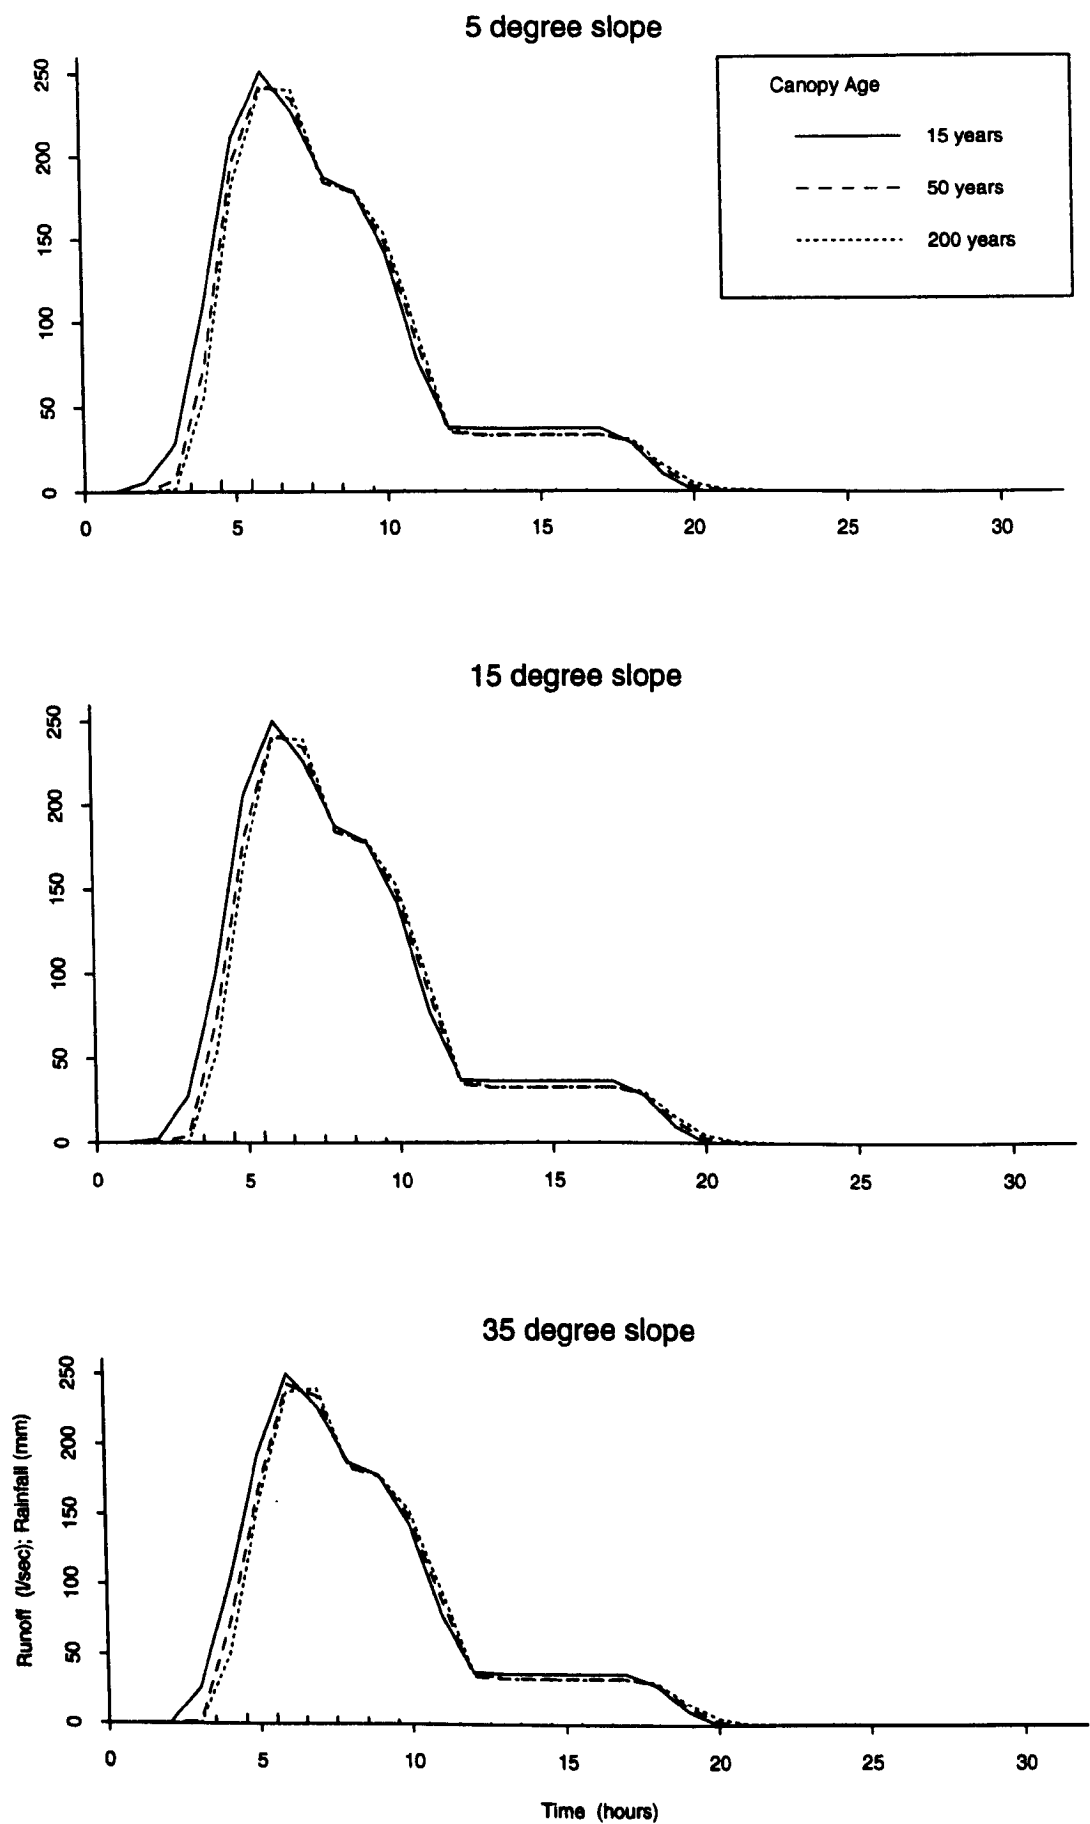 5 degree slope
Canopy Age
15 years
50 years
200 years
250
200
150
100
50
0
0 5 10 15 20 25 30
15 degree slope
250
200
150
100
50
0
0 5 10 15 20 25 30
35 degree slope
250
200
150
100
50
0
Runoff (l/sec); Rainfall (mm)
0 5 10 15 20 25 30
Time (hours)